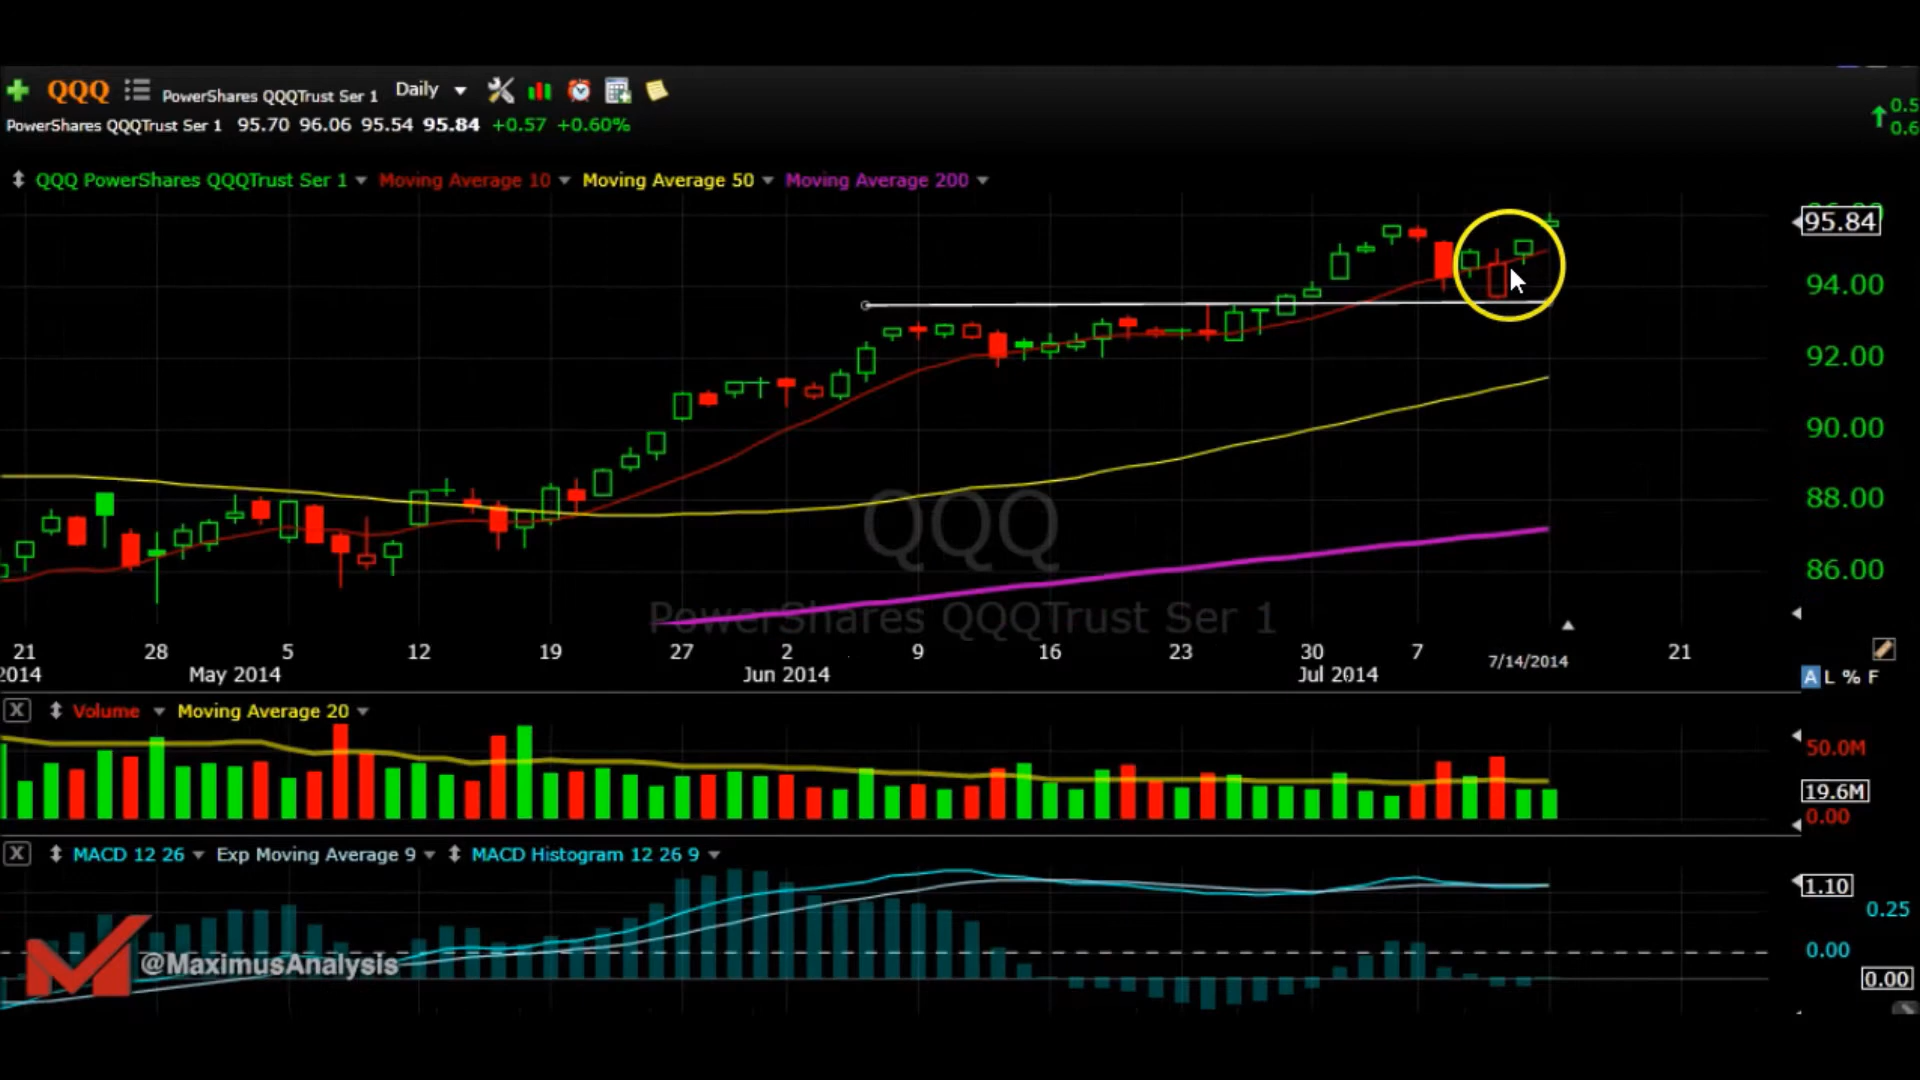 QQQ PowerShares QQQTrust Ser 1 Daily
PowerShares QQQTrust Ser 1 95.70 96.06 95.54 95.84 +0.57 +0.60%
QQQ PowerShares QQQTrust Ser 1 Moving Average 10 Moving Average 50 Moving Average 200
95.84
94.00
92.00
90.00
88.00
86.00
QQQ
PowerShares QQQTrust Ser 1
21 28 5 12 19 27 2 9 16 23 30 7 7/14/2014 21
2014 May 2014 Jun 2014 Jul 2014
A L % F
X Volume Moving Average 20
50.0M
19.6M
0.00
X MACD 12 26 Exp Moving Average 9 MACD Histogram 12 26 9
1.10
0.25
0.00
0.00
@MaximusAnalysis